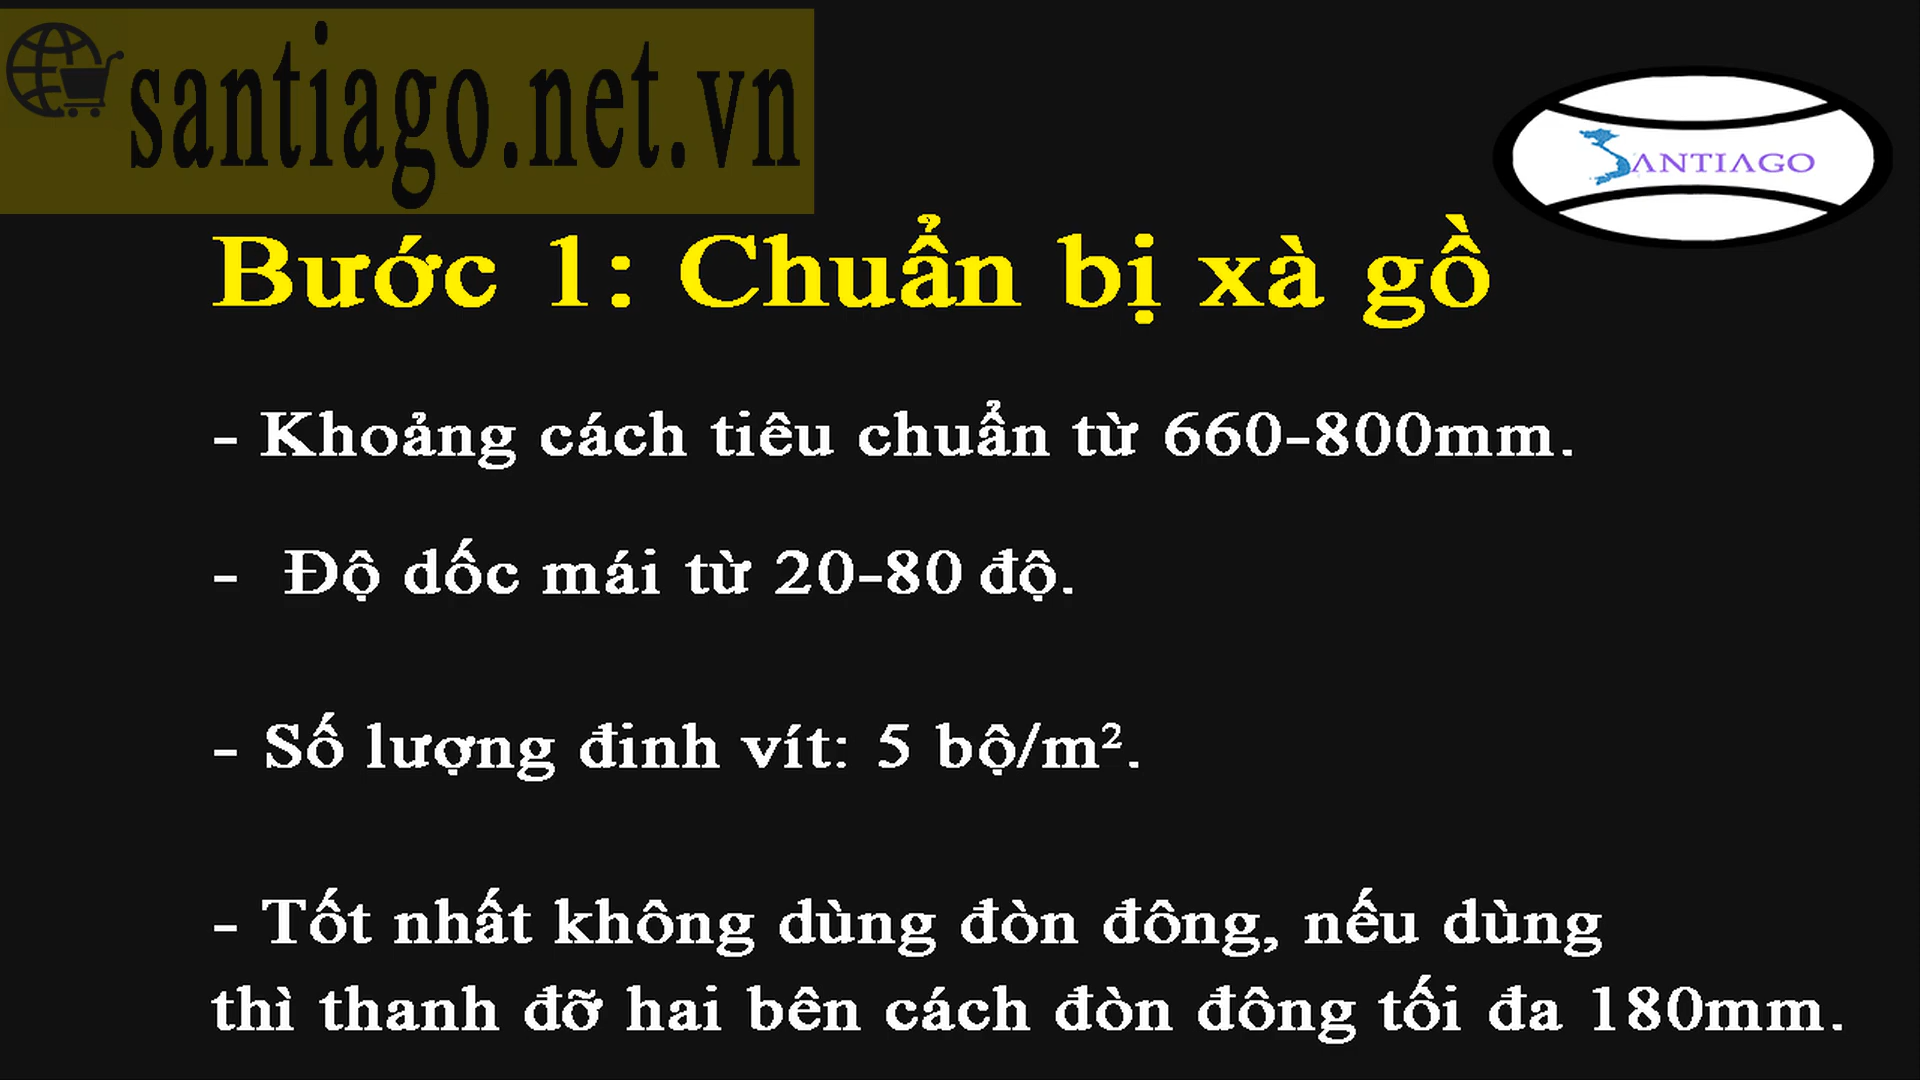 santiago.net.vn
SANTIAGO
Bước 1: Chuẩn bị xà gồ
- Khoảng cách tiêu chuẩn từ 660-800mm.
- Độ dốc mái từ 20-80 độ.
- Số lượng đinh vít: 5 bộ/m².
- Tốt nhất không dùng đòn đông, nếu dùng
thì thanh đỡ hai bên cách đòn đông tối đa 180mm.